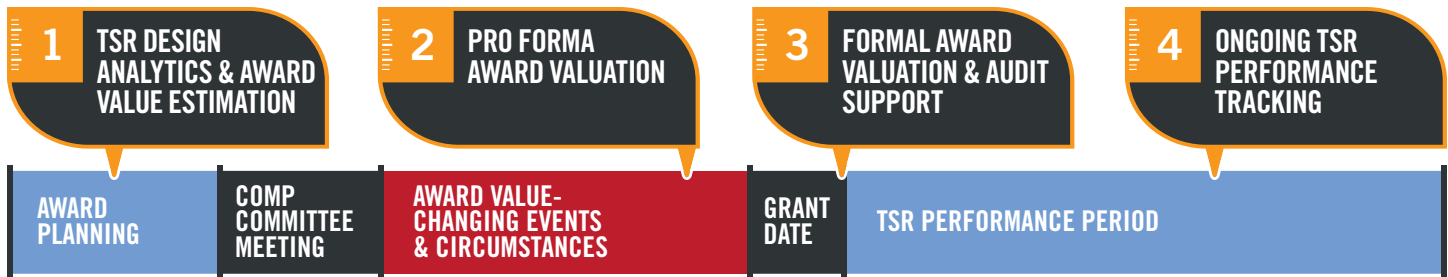 1
TSR DESIGN
ANALYTICS & AWARD
VALUE ESTIMATION
2
PRO FORMA
AWARD VALUATION
3
FORMAL AWARD
VALUATION & AUDIT
SUPPORT
4
ONGOING TSR
PERFORMANCE
TRACKING
AWARD
PLANNING
COMP
COMMITTEE
MEETING
AWARD VALUE-
CHANGING EVENTS
& CIRCUMSTANCES
GRANT
DATE
TSR PERFORMANCE PERIOD